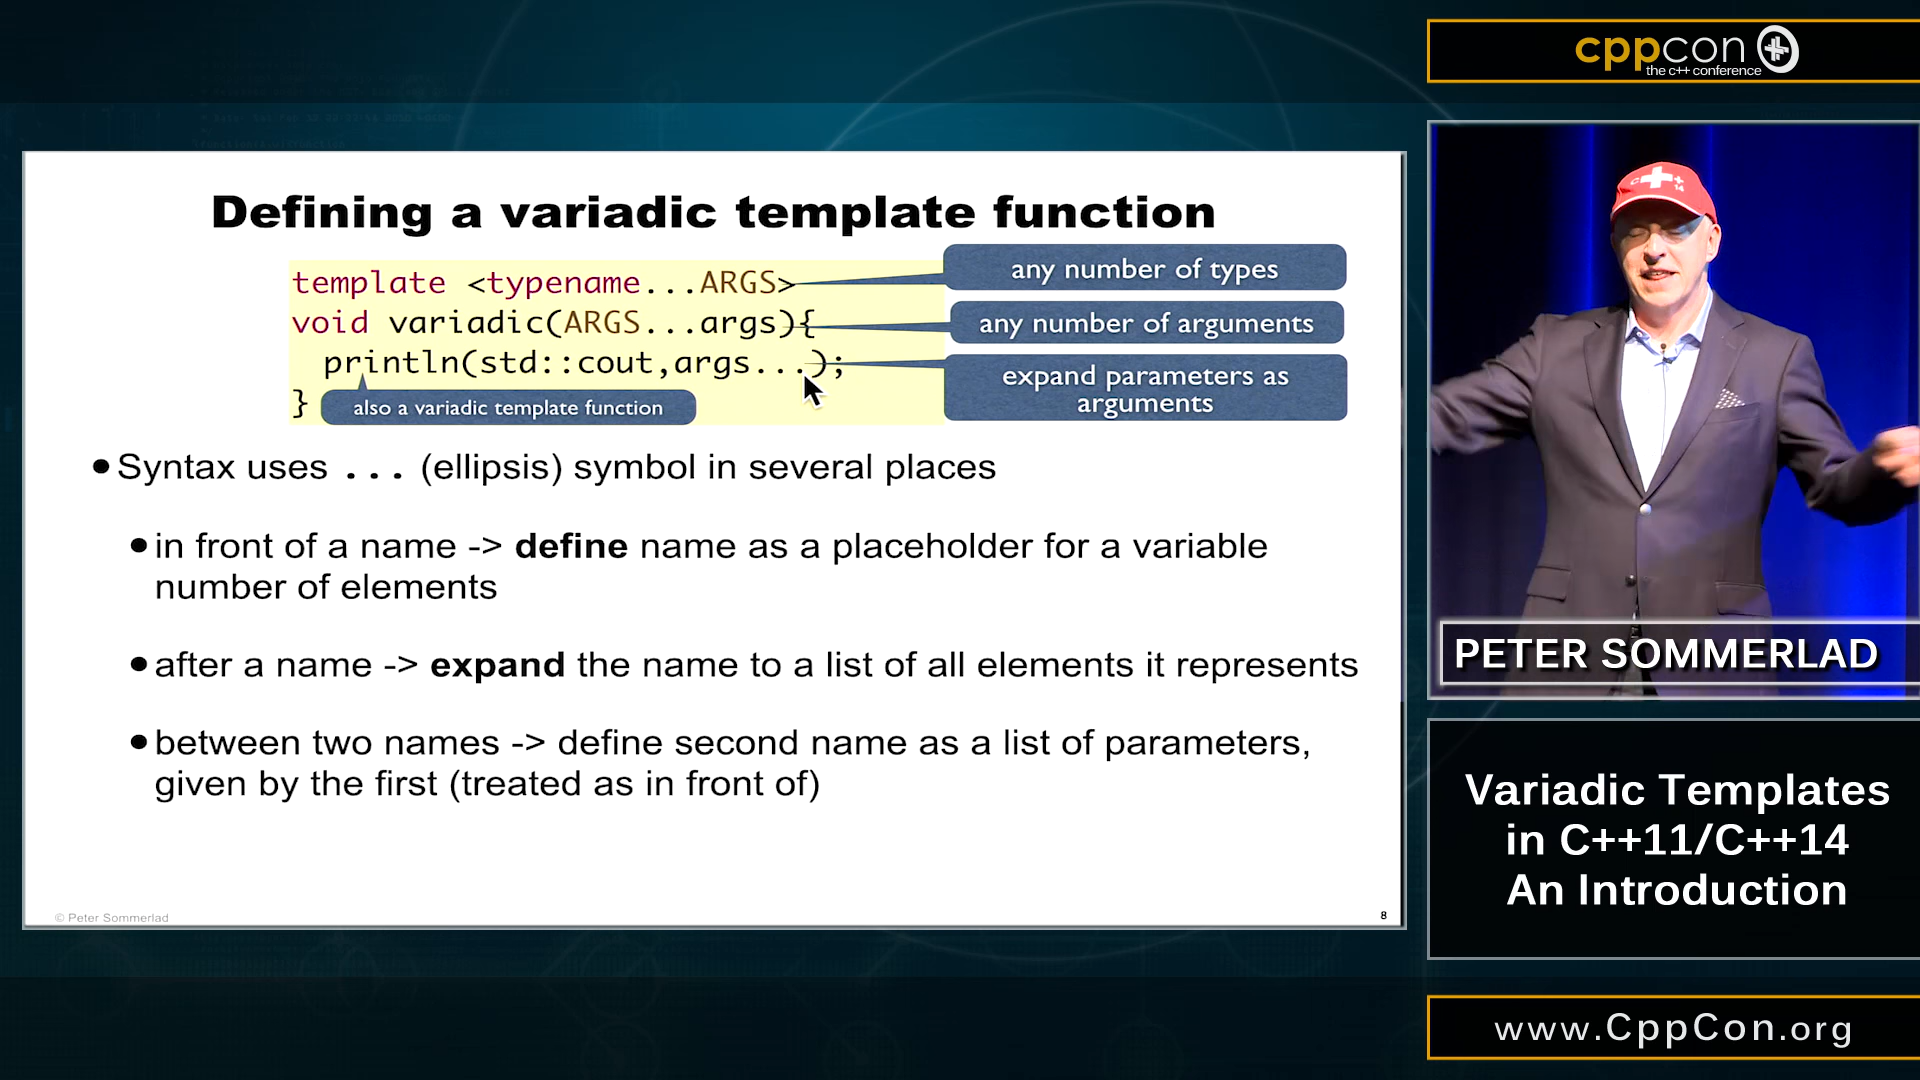 cppcon
the c++ conference
Defining a variadic template function
template <typename...ARGS>
void variadic(ARGS...args){
println(std::cout,args...);
}
any number of types
any number of arguments
expand parameters as
arguments
also a variadic template function
• Syntax uses ... (ellipsis) symbol in several places
• in front of a name -> define name as a placeholder for a variable
number of elements
• after a name -> expand the name to a list of all elements it represents
• between two names -> define second name as a list of parameters,
given by the first (treated as in front of)
© Peter Sommerlad
8
C + +
14
PETER SOMMERLAD
Variadic Templates
in C++11/C++14
An Introduction
www.CppCon.org